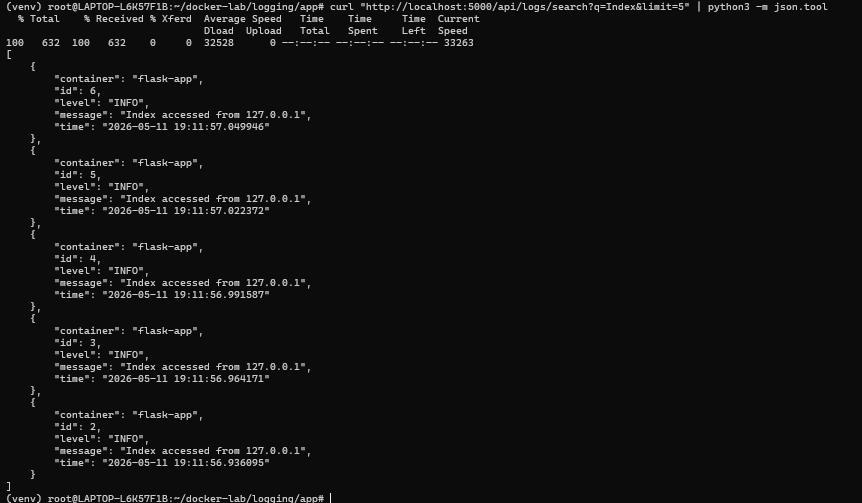 (venv) root@LAPTOP-L6K57F1B:~/docker-lab/logging/app# curl "http://localhost:5000/api/logs/search?q=Index&limit=5" | python3 -m json.tool
  % Total    % Received % Xferd  Average Speed   Time    Time     Time  Current
                                 Dload  Upload   Total   Spent    Left  Speed
100   632  100   632    0     0  32528      0 --:--:-- --:--:-- --:--:-- 33263
[
    {
        "container": "flask-app",
        "id": 6,
        "level": "INFO",
        "message": "Index accessed from 127.0.0.1",
        "time": "2026-05-11 19:11:57.049946"
    },
    {
        "container": "flask-app",
        "id": 5,
        "level": "INFO",
        "message": "Index accessed from 127.0.0.1",
        "time": "2026-05-11 19:11:57.022372"
    },
    {
        "container": "flask-app",
        "id": 4,
        "level": "INFO",
        "message": "Index accessed from 127.0.0.1",
        "time": "2026-05-11 19:11:56.991587"
    },
    {
        "container": "flask-app",
        "id": 3,
        "level": "INFO",
        "message": "Index accessed from 127.0.0.1",
        "time": "2026-05-11 19:11:56.964171"
    },
    {
        "container": "flask-app",
        "id": 2,
        "level": "INFO",
        "message": "Index accessed from 127.0.0.1",
        "time": "2026-05-11 19:11:56.936095"
    }
]
(venv) root@LAPTOP-L6K57F1B:~/docker-lab/logging/app#